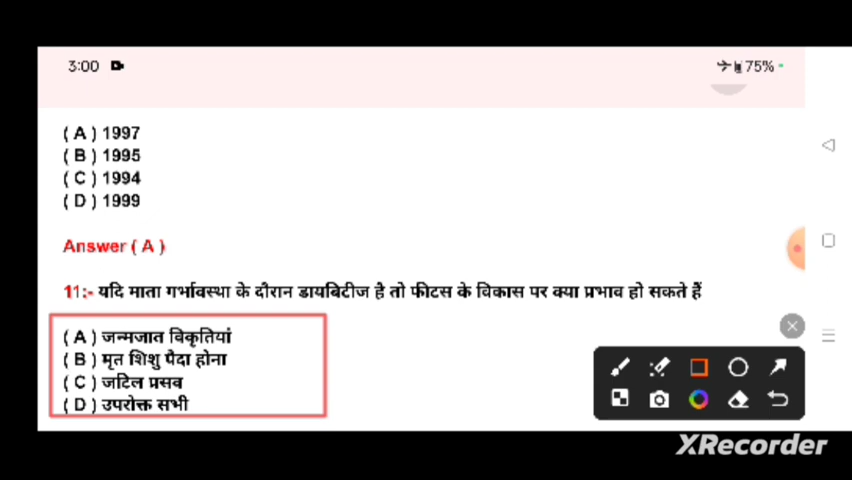 3:00
75%
( A ) 1997
( B ) 1995
( C ) 1994
( D ) 1999
Answer ( A )
11:- यदि माता गर्भावस्था के दौरान डायबिटीज है तो फीटस के विकास पर क्या प्रभाव हो सकते हैं
( A ) जन्मजात विकृतियां
( B ) मृत शिशु पैदा होना
( C ) जटिल प्रसव
( D ) उपरोक्त सभी
XRecorder